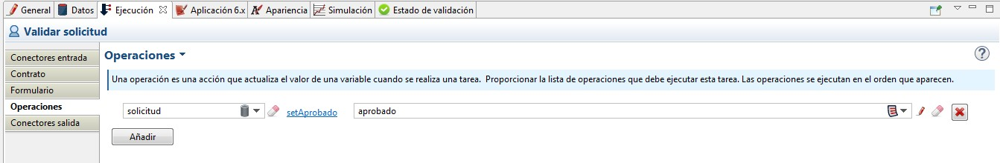 General Datos Ejecución Aplicación 6.x Apariencia Simulación Estado de validación
Validar solicitud
Conectores entrada
Contrato
Formulario
Operaciones
Conectores salida
Operaciones
Una operación es una acción que actualiza el valor de una variable cuando se realiza una tarea. Proporcionar la lista de operaciones que debe ejecutar esta tarea. Las operaciones se ejecutan en el orden que aparecen.
solicitud setAprobado aprobado
Añadir